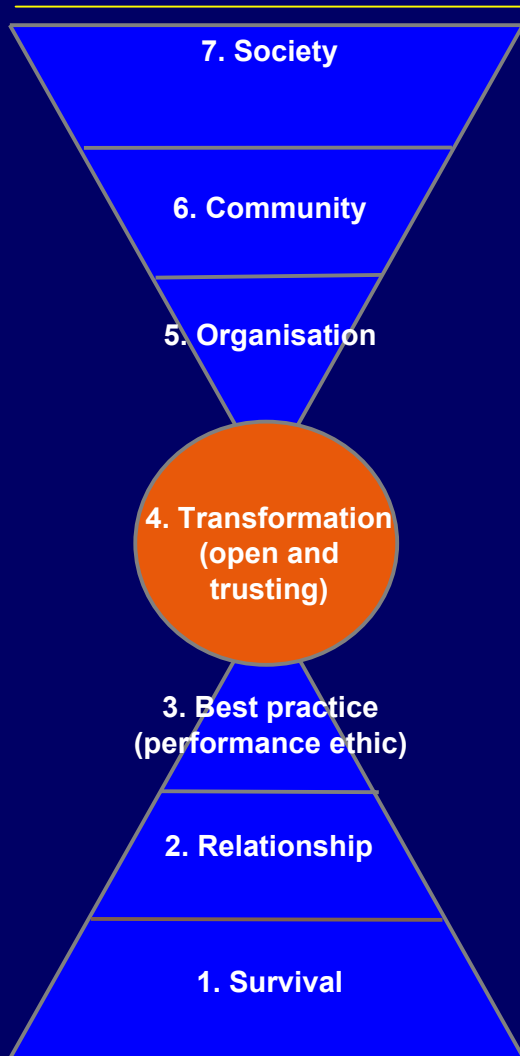 7. Society
6. Community
5. Organisation
4. Transformation
(open and
trusting)
3. Best practice
(performance ethic)
2. Relationship
1. Survival